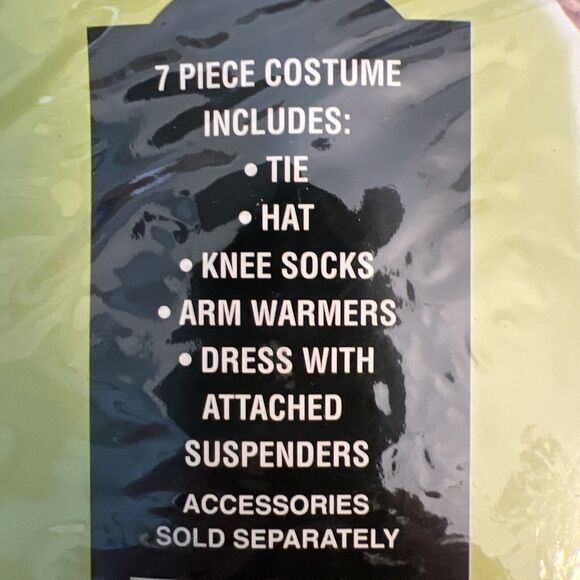 7 PIECE COSTUME
INCLUDES:
• TIE
• HAT
• KNEE SOCKS
• ARM WARMERS
• DRESS WITH
ATTACHED
SUSPENDERS
ACCESSORIES
SOLD SEPARATELY